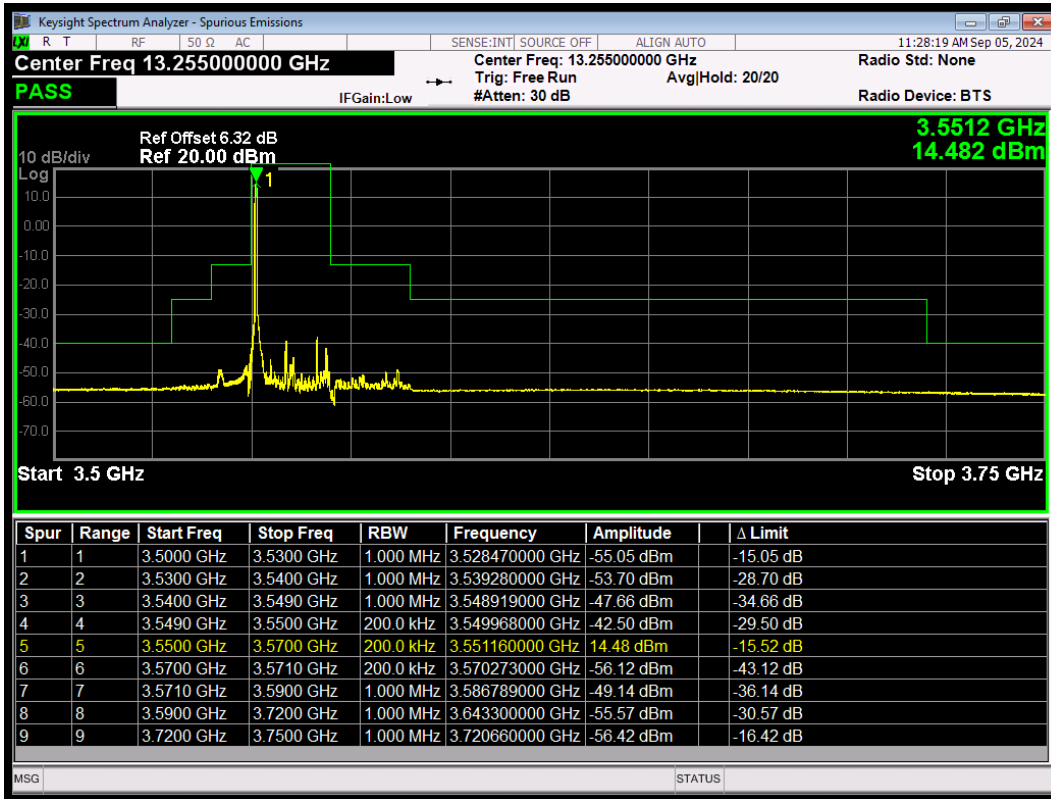 Keysight Spectrum Analyzer - Spurious Emissions
LXI R T RF 50 Ω AC SENSE:INT SOURCE OFF ALIGN AUTO 11:28:19 AM Sep 05, 2024
Center Freq 13.255000000 GHz Center Freq: 13.255000000 GHz Radio Std: None
Trig: Free Run Avg|Hold: 20/20
PASS IFGain:Low #Atten: 30 dB Radio Device: BTS
3.5512 GHz
Ref Offset 6.32 dB
10 dB/div Ref 20.00 dBm 14.482 dBm
Log
1
10.0
0.00
-10.0
-20.0
-30.0
-40.0
-50.0
-60.0
-70.0
Start 3.5 GHz Stop 3.75 GHz
Spur Range Start Freq Stop Freq RBW Frequency Amplitude Δ Limit
1 1 3.5000 GHz 3.5300 GHz 1.000 MHz 3.528470000 GHz -55.05 dBm -15.05 dB
2 2 3.5300 GHz 3.5400 GHz 1.000 MHz 3.539280000 GHz -53.70 dBm -28.70 dB
3 3 3.5400 GHz 3.5490 GHz 1.000 MHz 3.548919000 GHz -47.66 dBm -34.66 dB
4 4 3.5490 GHz 3.5500 GHz 200.0 kHz 3.549968000 GHz -42.50 dBm -29.50 dB
5 5 3.5500 GHz 3.5700 GHz 200.0 kHz 3.551160000 GHz 14.48 dBm -15.52 dB
6 6 3.5700 GHz 3.5710 GHz 200.0 kHz 3.570273000 GHz -56.12 dBm -43.12 dB
7 7 3.5710 GHz 3.5900 GHz 1.000 MHz 3.586789000 GHz -49.14 dBm -36.14 dB
8 8 3.5900 GHz 3.7200 GHz 1.000 MHz 3.643300000 GHz -55.57 dBm -30.57 dB
9 9 3.7200 GHz 3.7500 GHz 1.000 MHz 3.720660000 GHz -56.42 dBm -16.42 dB
MSG STATUS